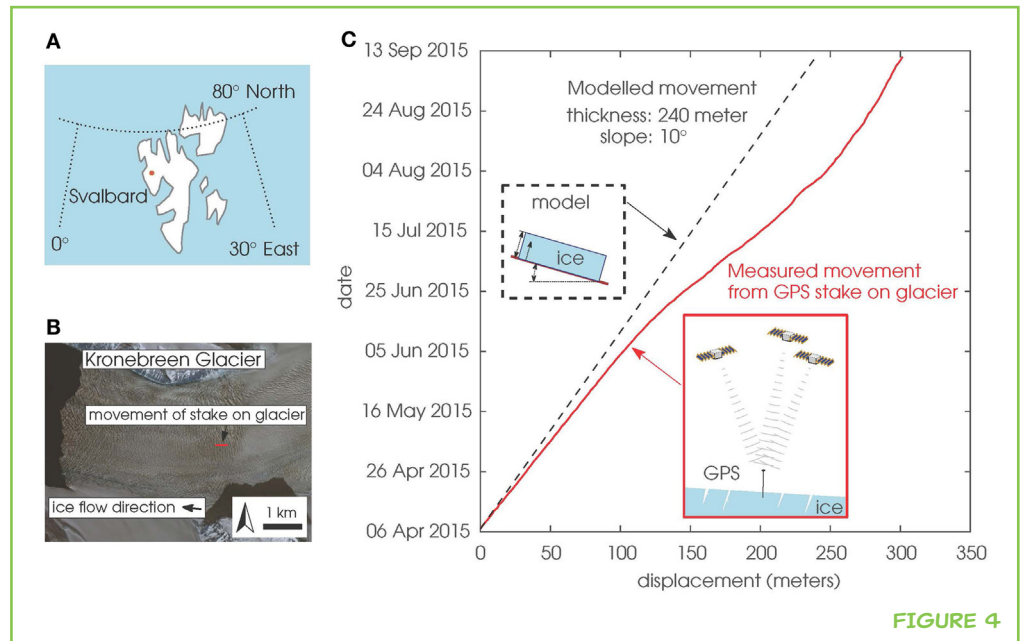 A
80° North
Svalbard
0°
30° East
B
Kronebreen Glacier
movement of stake on glacier
ice flow direction
1 km
C
13 Sep 2015
24 Aug 2015
04 Aug 2015
15 Jul 2015
25 Jun 2015
05 Jun 2015
16 May 2015
26 Apr 2015
06 Apr 2015
date
Modelled movement
thickness: 240 meter
slope: 10°
model
ice
Measured movement
from GPS stake on glacier
GPS
ice
0 50 100 150 200 250 300 350
displacement (meters)
FIGURE 4